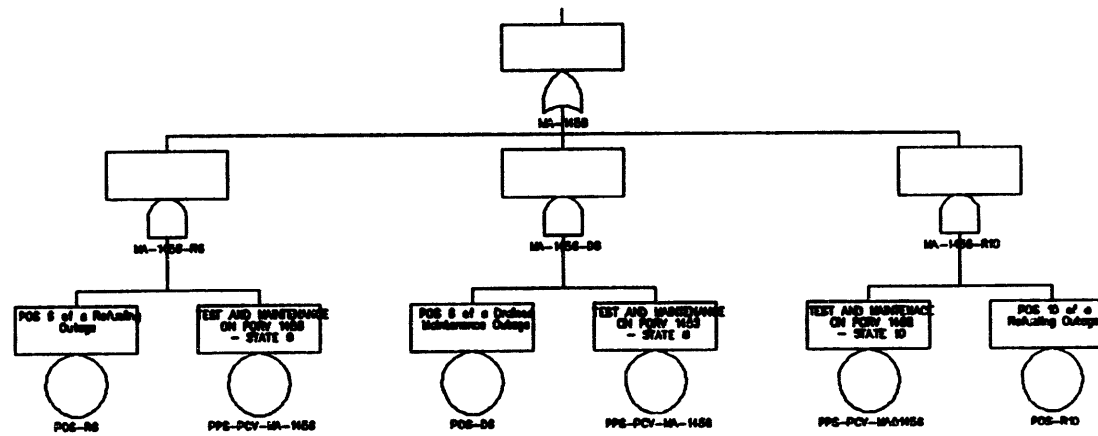 MA-1456
MA-1456-R6
MA-1456-D6
MA-1456-R10
POS 6 of a Refueling
Outage
TEST AND MAINTENANCE
ON PORV 1456
- STATE 6
POS 6 of a Drained
Maintenance Outage
TEST AND MAINTENANCE
ON PORV 1456
- STATE 6
TEST AND MAINTENACE
ON PORV 1456
- STATE 10
POS 10 of a
Refueling Outage
POS-R6
PPS-PCV-MA-1456
POS-D6
PPS-PCV-MA-1456
PPS-PCV-MAO1456
POS-R10